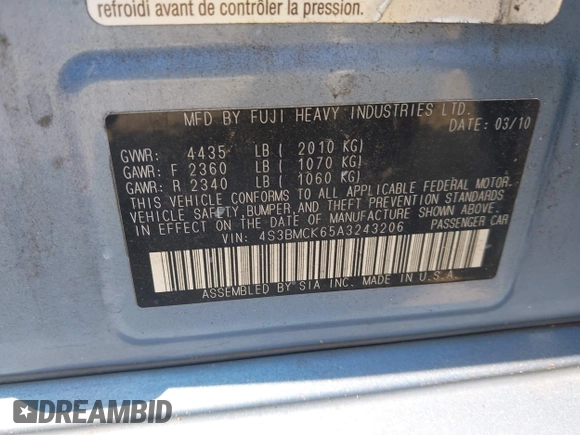 refroidi avant de contrôler la pression.
MFD BY FUJI HEAVY INDUSTRIES LTD.
DATE: 03/10
GVWR: 4435 LB ( 2010 KG)
GAWR: F 2360 LB ( 1070 KG)
GAWR: R 2340 LB ( 1060 KG)
THIS VEHICLE CONFORMS TO ALL APPLICABLE FEDERAL MOTOR
VEHICLE SAFETY, BUMPER, AND THEFT PREVENTION STANDARDS
IN EFFECT ON THE DATE OF MANUFACTURE SHOWN ABOVE.
VIN: 4S3BMCK65A3243206 PASSENGER CAR
ASSEMBLED BY SIA INC. MADE IN U.S.A.
DREAMBID